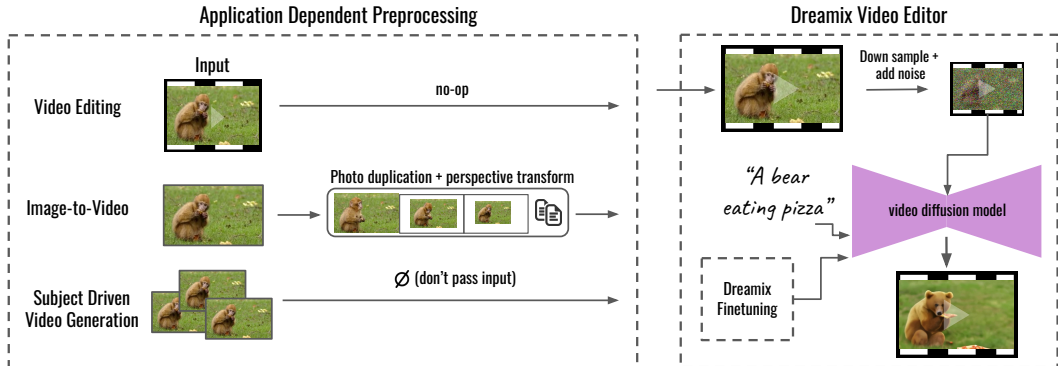 Application Dependent Preprocessing
Input
Video Editing
no-op
Image-to-Video
Photo duplication + perspective transform
Subject Driven
Video Generation
Ø (don't pass input)
Dreamix Video Editor
Down sample +
add noise
“A bear
eating pizza”
video diffusion model
Dreamix
Finetuning